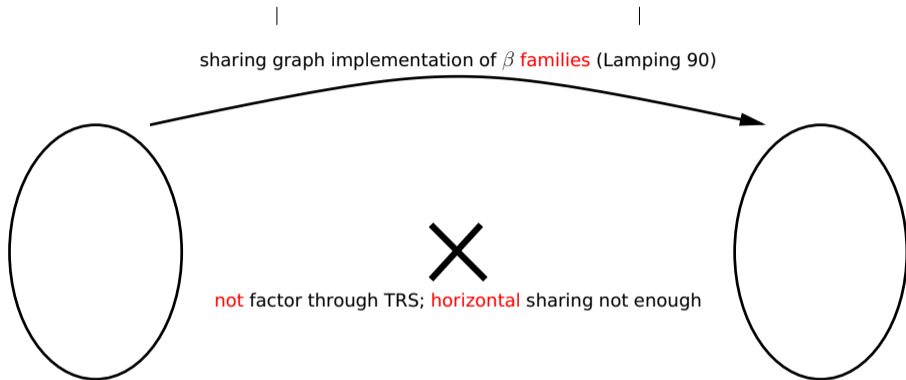 sharing graph implementation of β families (Lamping 90)
not factor through TRS; horizontal sharing not enough